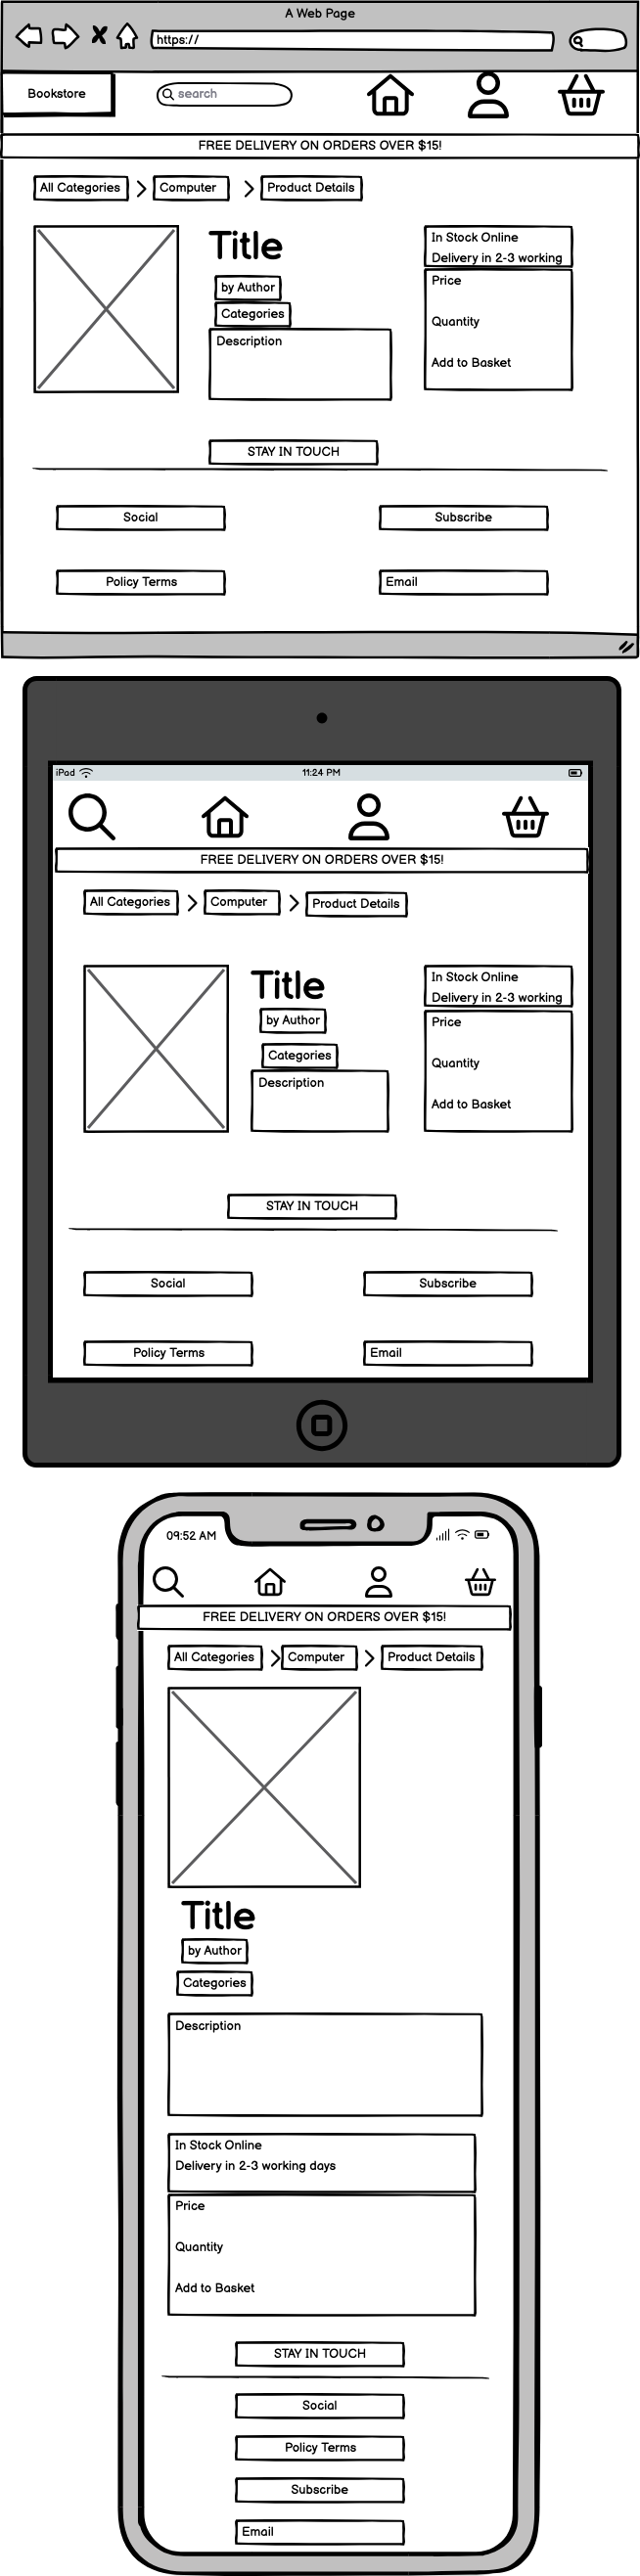 A Web Page
https://
Bookstore
search
FREE DELIVERY ON ORDERS OVER $15!
All Categories
Computer
Product Details
Title
by Author
Categories
Description
In Stock Online
Delivery in 2-3 working
Price
Quantity
Add to Basket
STAY IN TOUCH
Social
Subscribe
Policy Terms
Email
iPad
11:24 PM
FREE DELIVERY ON ORDERS OVER $15!
All Categories
Computer
Product Details
Title
by Author
Categories
Description
In Stock Online
Delivery in 2-3 working
Price
Quantity
Add to Basket
STAY IN TOUCH
Social
Subscribe
Policy Terms
Email
09:52 AM
FREE DELIVERY ON ORDERS OVER $15!
All Categories
Computer
Product Details
Title
by Author
Categories
Description
In Stock Online
Delivery in 2-3 working days
Price
Quantity
Add to Basket
STAY IN TOUCH
Social
Policy Terms
Subscribe
Email